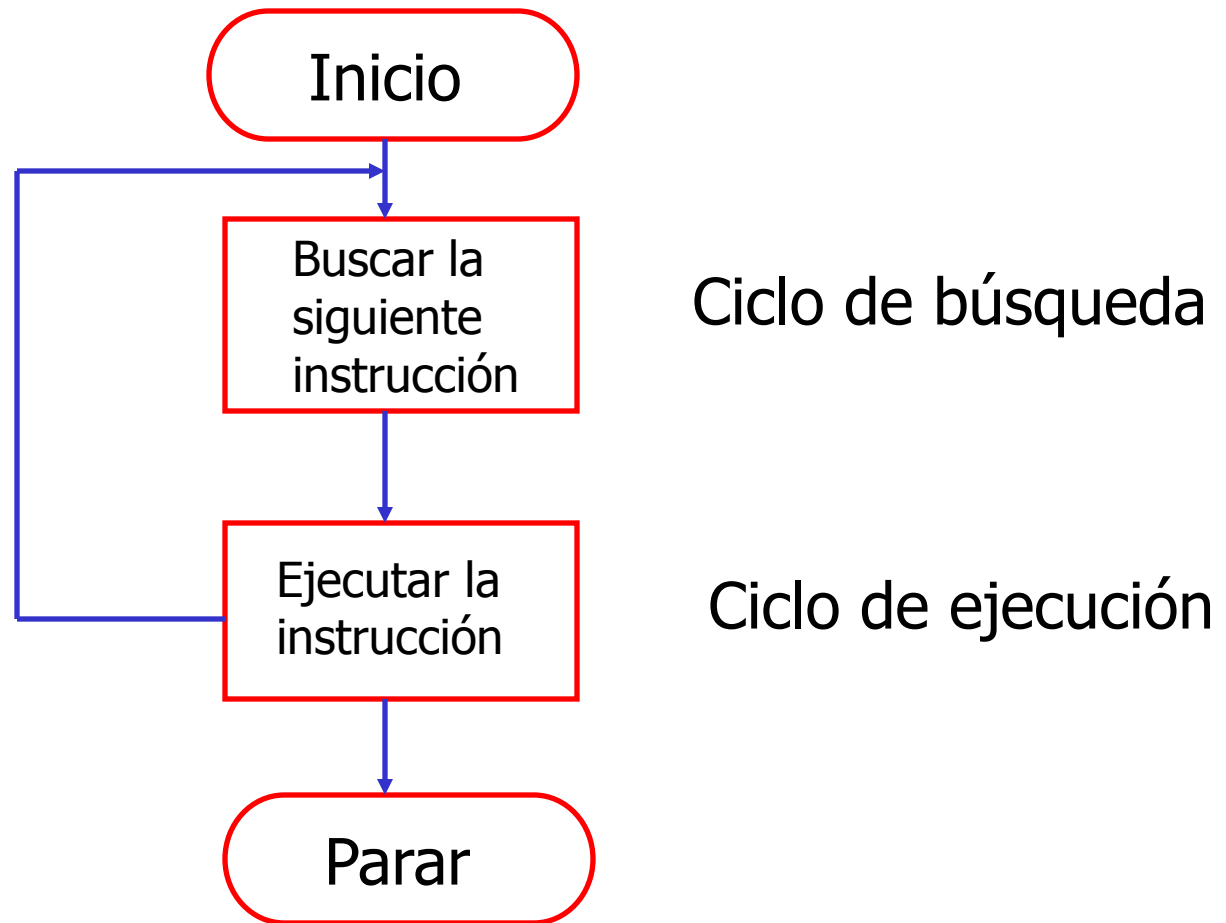 Inicio
Buscar la
siguiente
instrucción
Ciclo de búsqueda
Ejecutar la
instrucción
Ciclo de ejecución
Parar